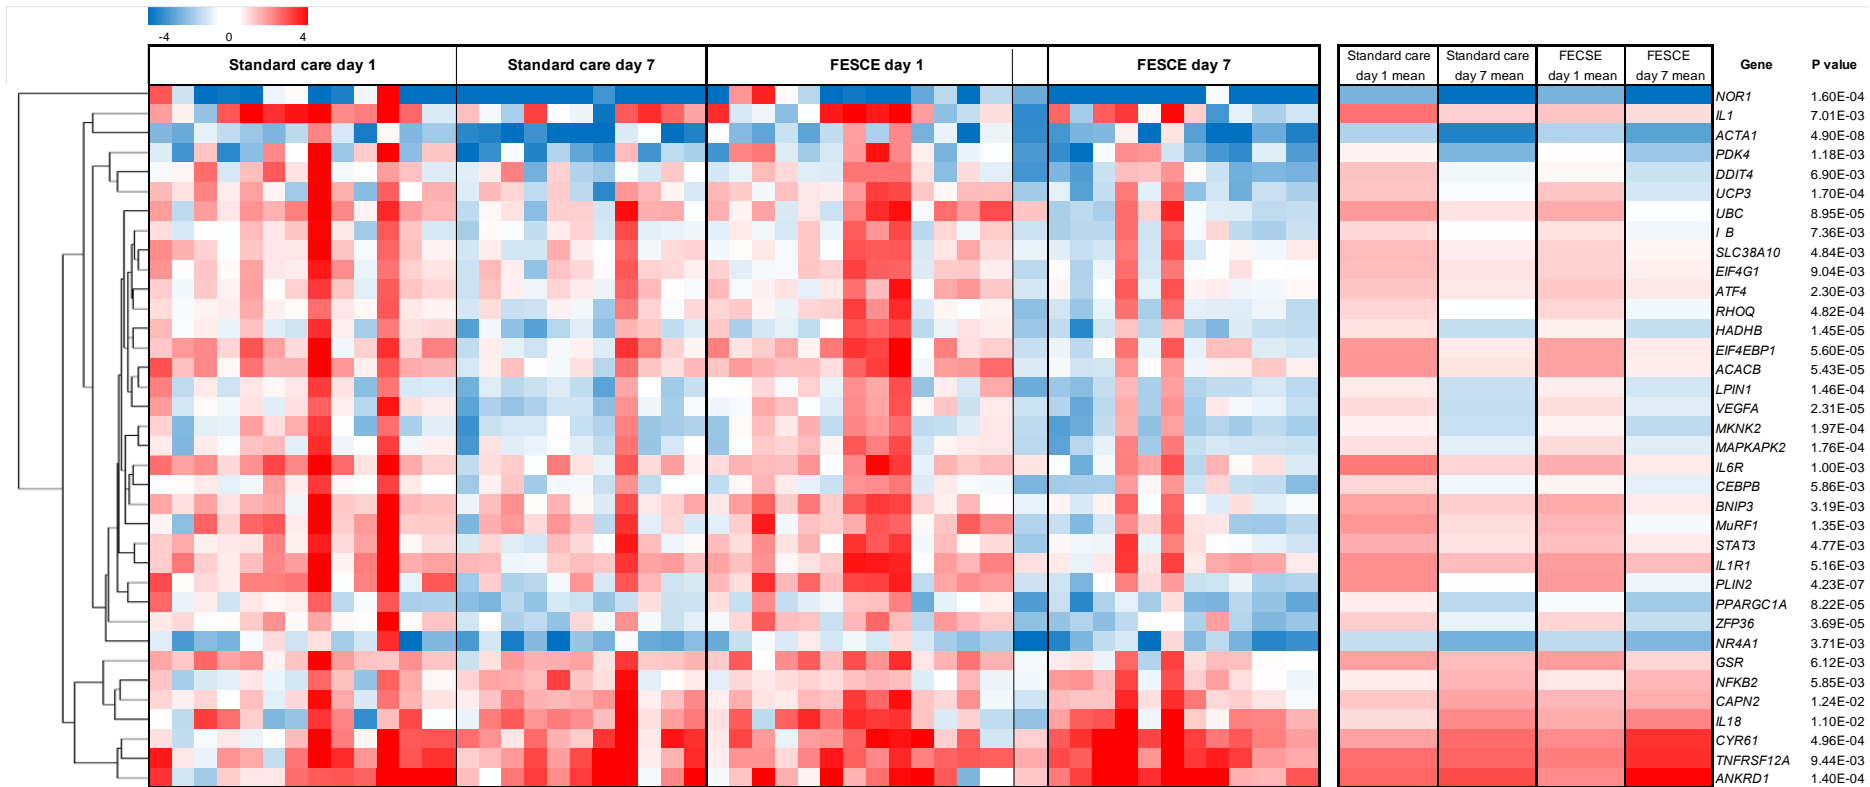 -4 0 4
Standard care day 1 Standard care day 7 FESCE day 1 FESCE day 7
Standard care Standard care FECSE FESCE
day 1 mean day 7 mean day 1 mean day 7 mean
Gene P value
NOR1 1.60E-04
IL1 7.01E-03
ACTA1 4.90E-08
PDK4 1.18E-03
DDIT4 6.90E-03
UCP3 1.70E-04
UBC 8.95E-05
I B 7.36E-03
SLC38A10 4.84E-03
EIF4G1 9.04E-03
ATF4 2.30E-03
RHOQ 4.82E-04
HADHB 1.45E-05
EIF4EBP1 5.60E-05
ACACB 5.43E-05
LPIN1 1.46E-04
VEGFA 2.31E-05
MKNK2 1.97E-04
MAPKAPK2 1.76E-04
IL6R 1.00E-03
CEBPB 5.86E-03
BNIP3 3.19E-03
MuRF1 1.35E-03
STAT3 4.77E-03
IL1R1 5.16E-03
PLIN2 4.23E-07
PPARGC1A 8.22E-05
ZFP36 3.69E-05
NR4A1 3.71E-03
GSR 6.12E-03
NFKB2 5.85E-03
CAPN2 1.24E-02
IL18 1.10E-02
CYR61 4.96E-04
TNFRSF12A 9.44E-03
ANKRD1 1.40E-04